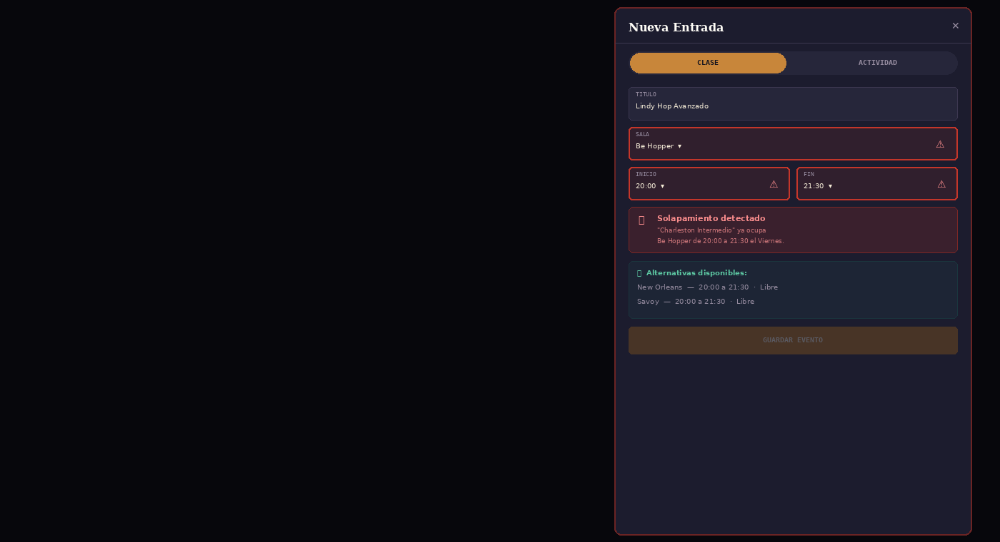 Nueva Entrada ✕
CLASE ACTIVIDAD
TITULO
Lindy Hop Avanzado
SALA
Be Hopper ▾ ⚠
INICIO FIN
20:00 ▾ ⚠ 21:30 ▾ ⚠
Solapamiento detectado
"Charleston Intermedio" ya ocupa
Be Hopper de 20:00 a 21:30 el Viernes.
Alternativas disponibles:
New Orleans — 20:00 a 21:30 · Libre
Savoy — 20:00 a 21:30 · Libre
GUARDAR EVENTO